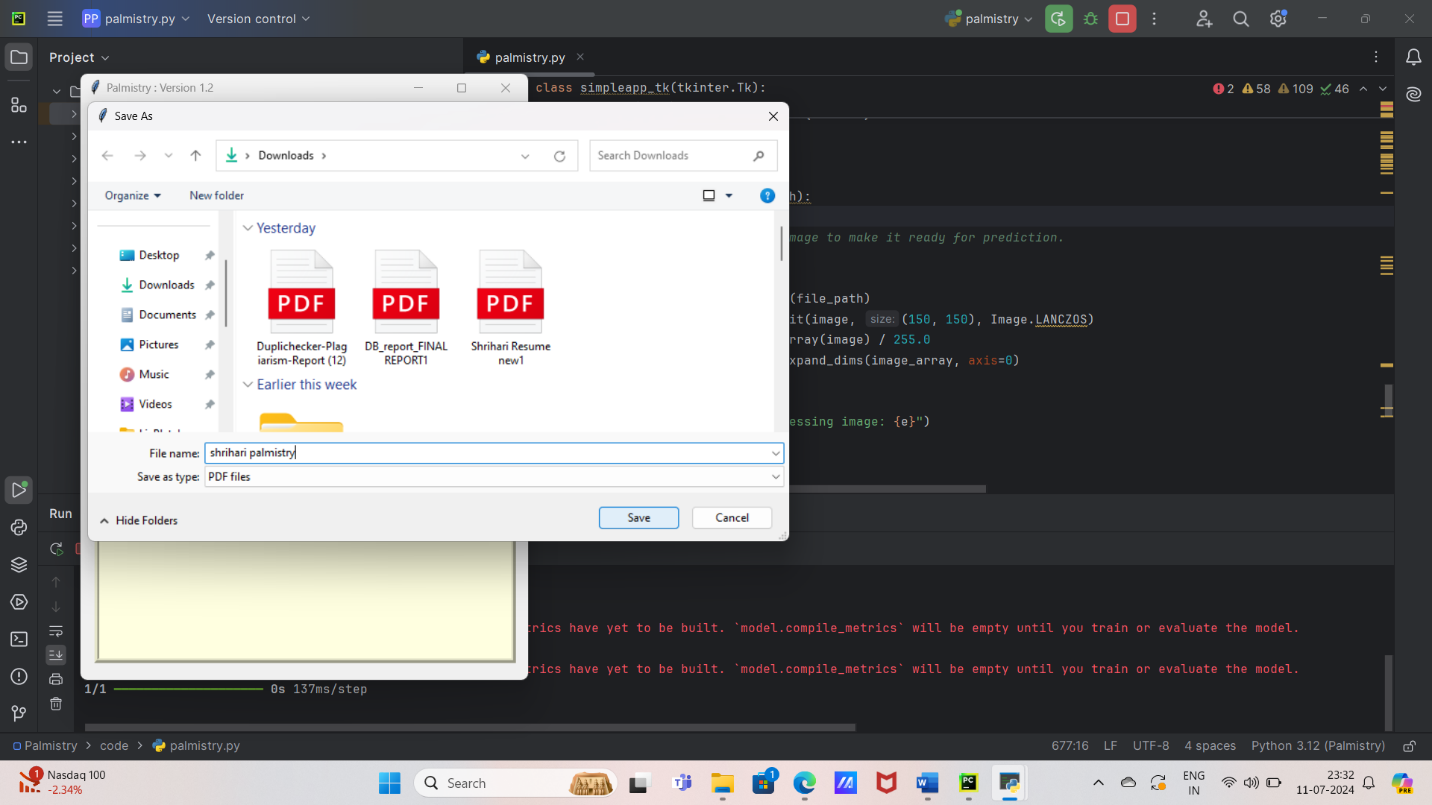 PC
PP palmistry.py
Version control
palmistry
Project
palmistry.py
Palmistry : Version 1.2
class simpleapp_tk(tkinter.Tk):
2 58 109 46
Save As
Downloads
Search Downloads
h):
Organize
New folder
?
Yesterday
mage to make it ready for prediction.
Desktop
Downloads
PDF PDF PDF
(file_path)
Documents
it(image, size: (150, 150), Image.LANCZOS)
rray(image) / 255.0
Pictures
Duplichecker-Plag DB_report_FINAL Shrihari Resume
iarism-Report (12) REPORT1 new1
xpand_dims(image_array, axis=0)
Music
Earlier this week
Videos
essing image: {e}")
File name: shrihari palmistry
Save as type: PDF files
Run
Hide Folders
Save
Cancel
trics have yet to be built. `model.compile_metrics` will be empty until you train or evaluate the model.
trics have yet to be built. `model.compile_metrics` will be empty until you train or evaluate the model.
1/1 0s 137ms/step
Palmistry > code > palmistry.py
677:16 LF UTF-8 4 spaces Python 3.12 (Palmistry)
1
Nasdaq 100
-2.34%
Search
1
ENG
IN
23:32
11-07-2024
PRE